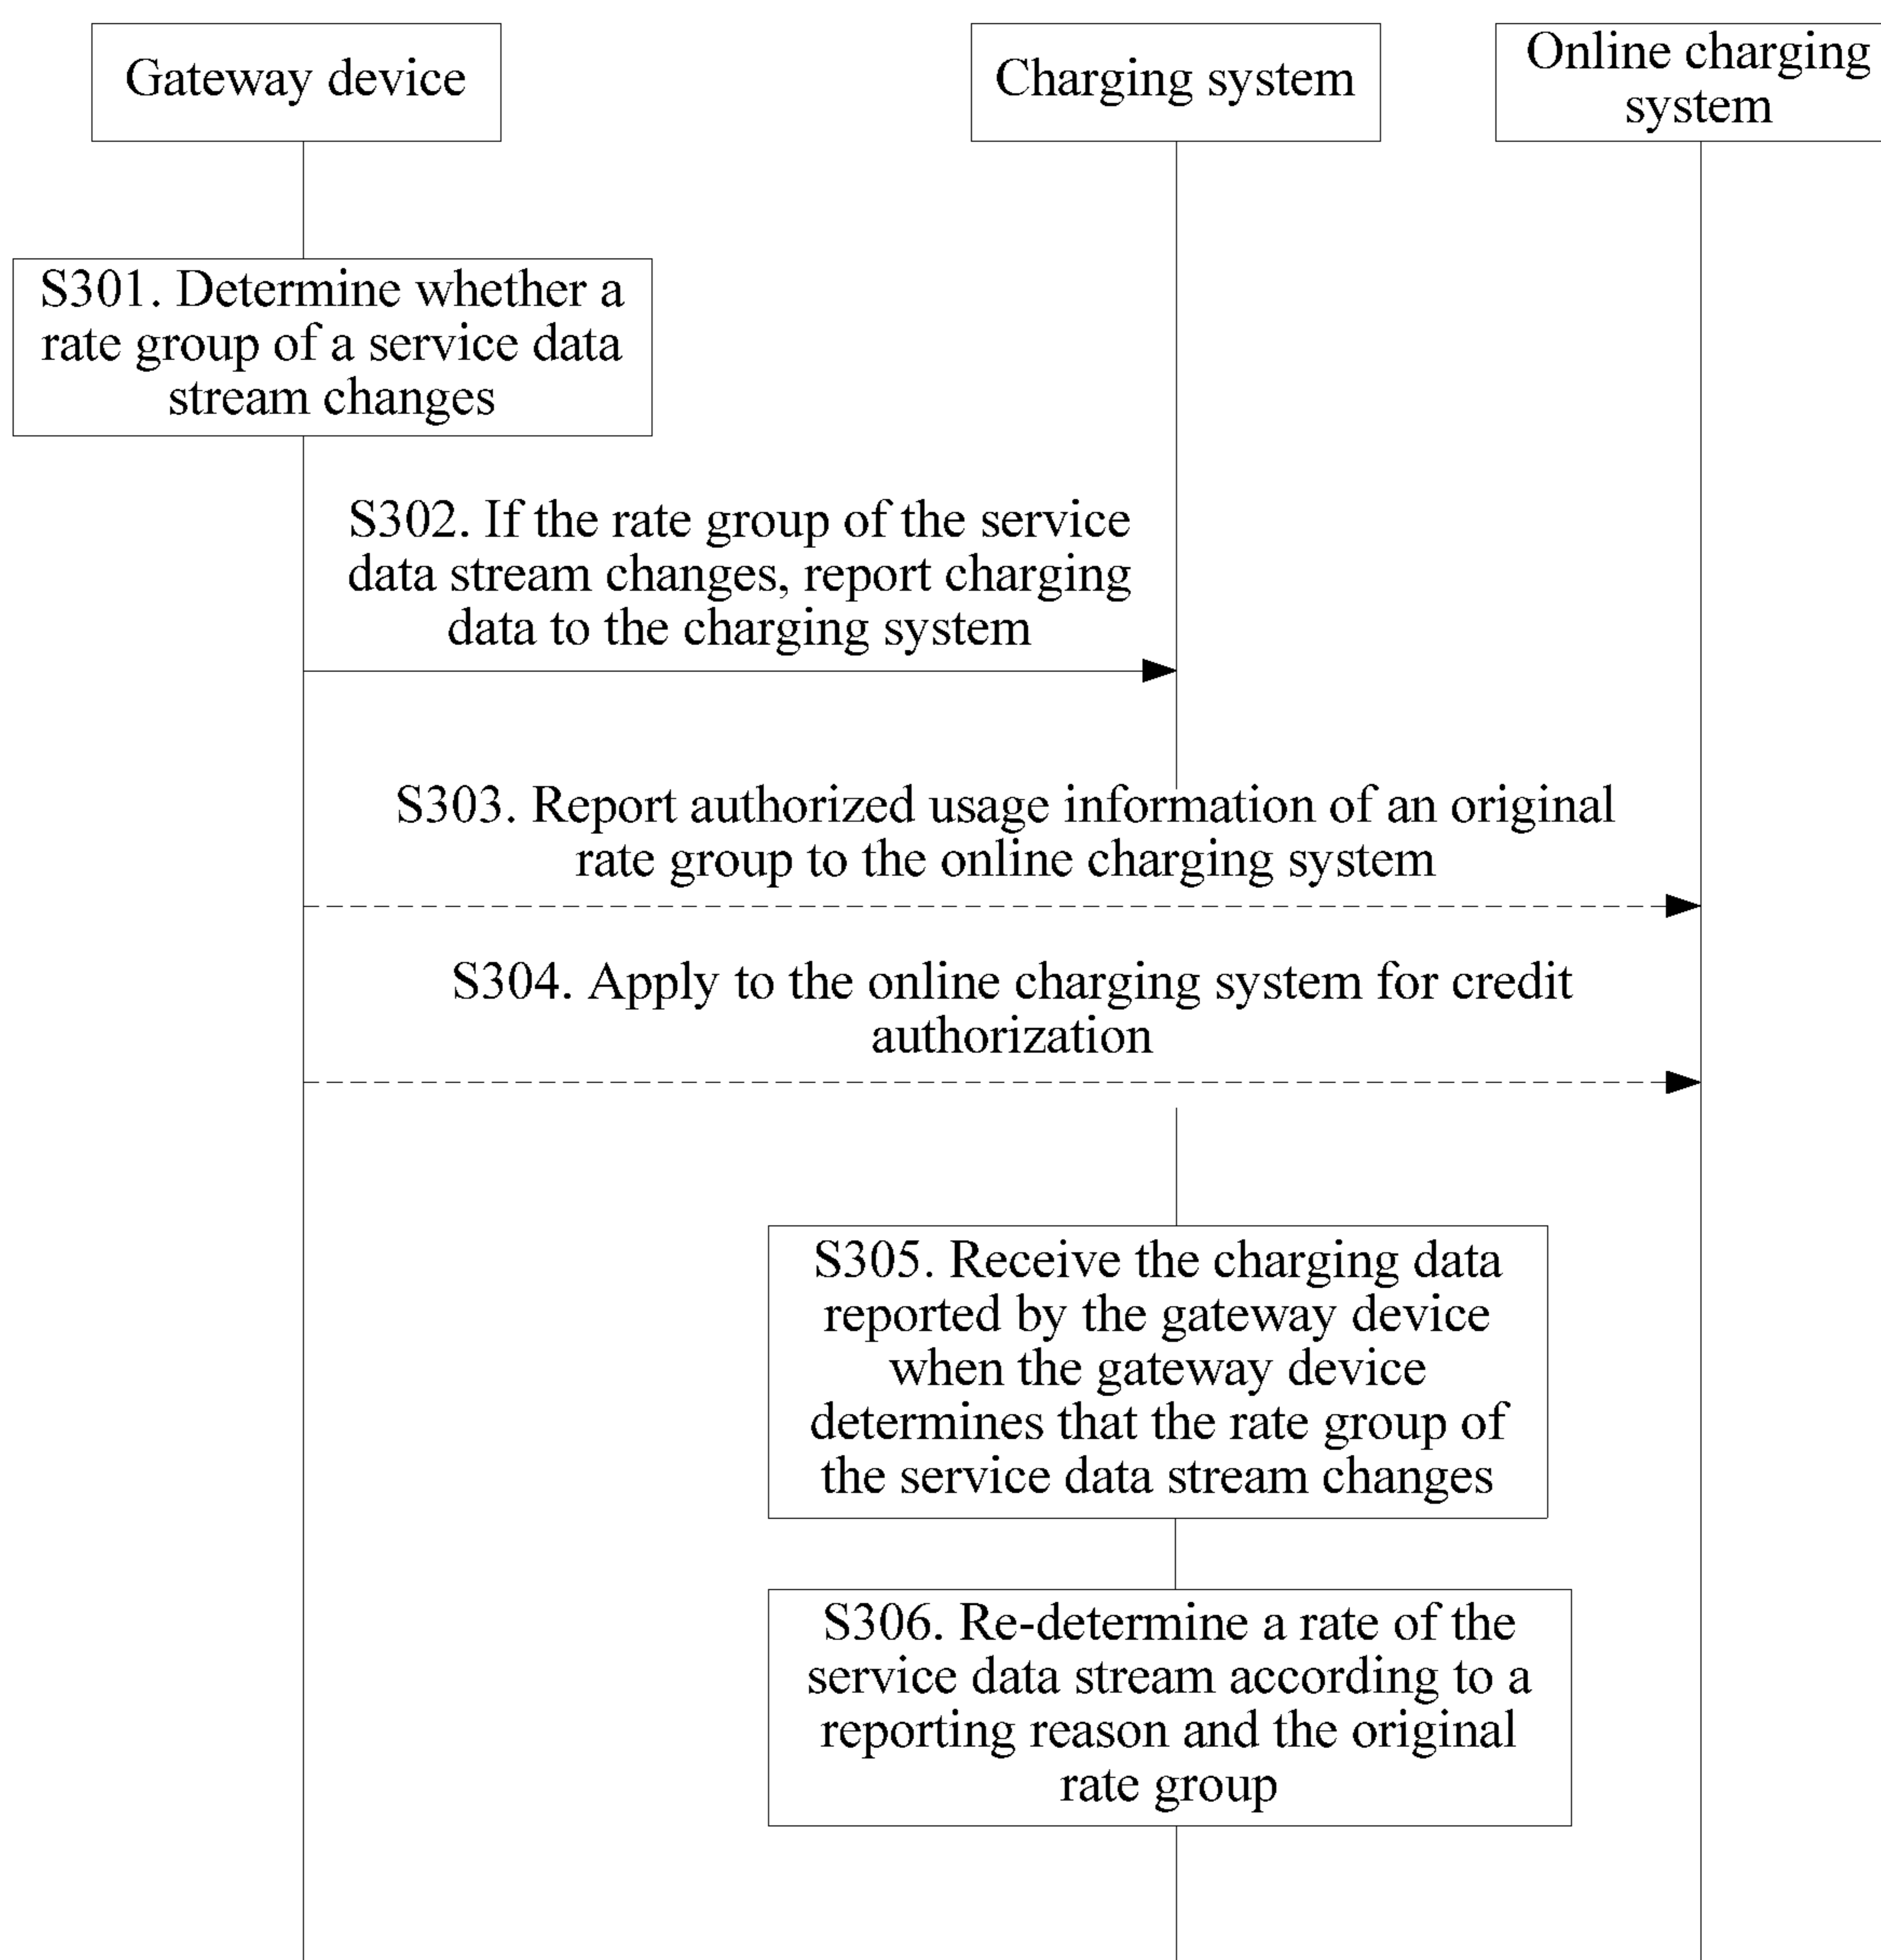 Gateway device
Charging system
Online charging
system
S301. Determine whether a
rate group of a service data
stream changes
S302. If the rate group of the service
data stream changes, report charging
data to the charging system
S303. Report authorized usage information of an original
rate group to the online charging system
S304. Apply to the online charging system for credit
authorization
S305. Receive the charging data
reported by the gateway device
when the gateway device
determines that the rate group of
the service data stream changes
S306. Re-determine a rate of the
service data stream according to a
reporting reason and the original
rate group